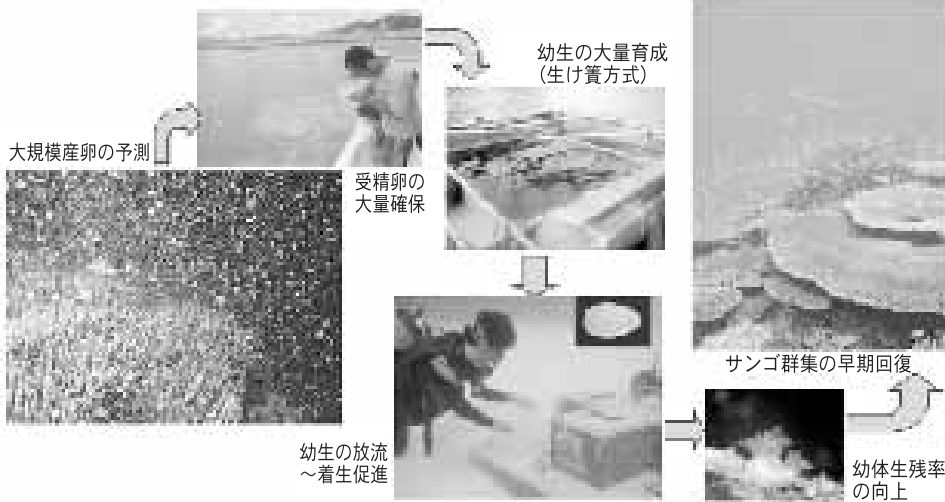 大規模産卵の予測
受精卵の
大量確保
幼生の大量育成
(生け簀方式)
幼生の放流
～着生促進
幼体生残率
の向上
サンゴ群集の早期回復